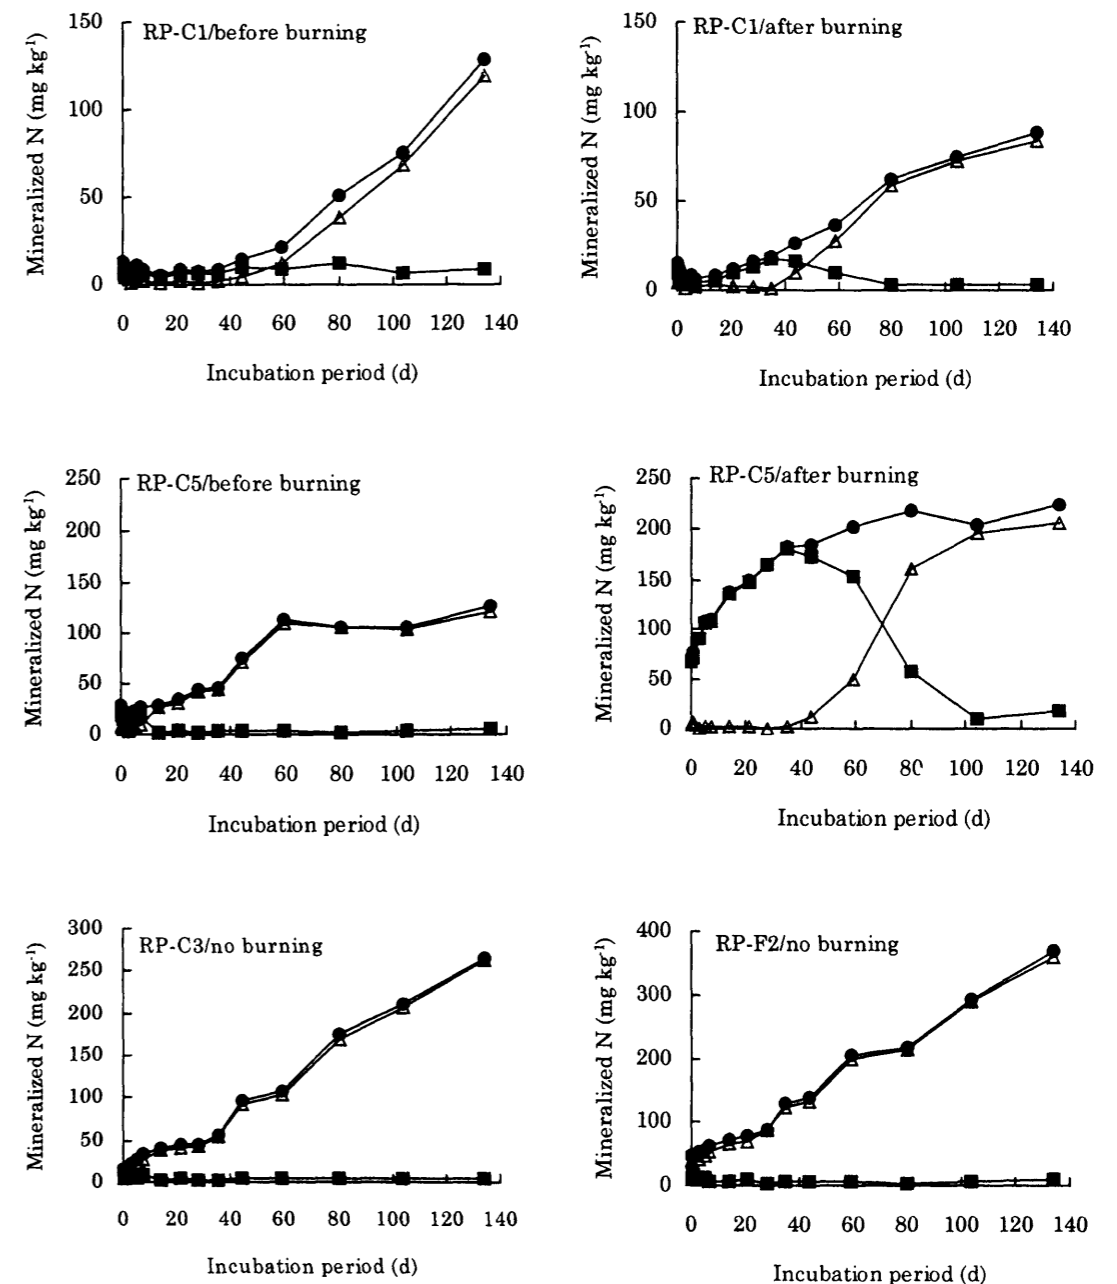 RP-C1/before burning
Mineralized N (mg kg⁻¹)
150
100
50
0
0 20 40 60 80 100 120 140
Incubation period (d)
RP-C1/after burning
Mineralized N (mg kg⁻¹)
150
100
50
0
0 20 40 60 80 100 120 140
Incubation period (d)
RP-C5/before burning
Mineralized N (mg kg⁻¹)
250
200
150
100
50
0
0 20 40 60 80 100 120 140
Incubation period (d)
RP-C5/after burning
Mineralized N (mg kg⁻¹)
250
200
150
100
50
0
0 20 40 60 80 100 120 140
Incubation period (d)
RP-C3/no burning
Mineralized N (mg kg⁻¹)
300
250
200
150
100
50
0
0 20 40 60 80 100 120 140
Incubation period (d)
RP-F2/no burning
Mineralized N (mg kg⁻¹)
400
300
200
100
0
0 20 40 60 80 100 120 140
Incubation period (d)